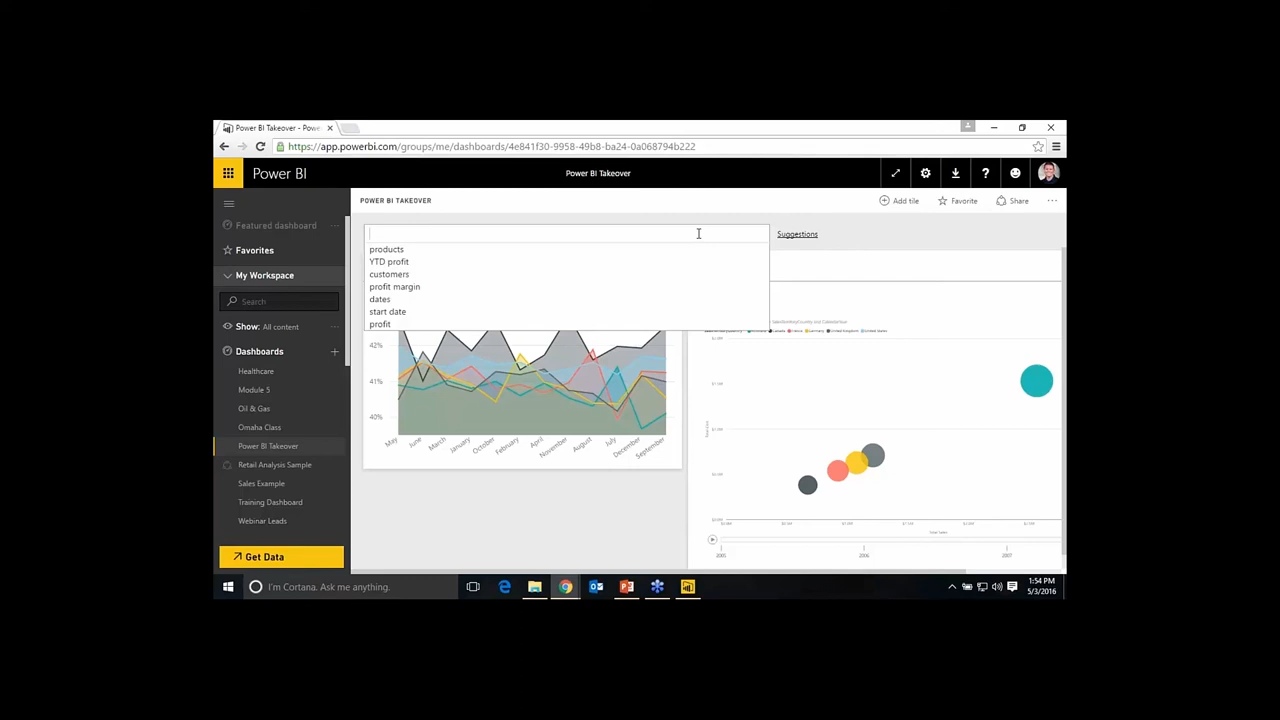 Power BI Takeover - Powe
https://app.powerbi.com/groups/me/dashboards/4e841f30-9958-49b8-ba24-0a068794b222
Power BI
Power BI Takeover
POWER BI TAKEOVER
Add tile
Favorite
Share
Featured dashboard
Favorites
My Workspace
Search
Show: All content
Dashboards
Healthcare
Module 5
Oil & Gas
Omaha Class
Power BI Takeover
Retail Analysis Sample
Sales Example
Training Dashboard
Webinar Leads
Get Data
Suggestions
products
YTD profit
customers
profit margin
dates
start date
profit
42%
41%
40%
May
June
March
January
October
February
April
November
August
July
December
September
2005
2006
2007
I'm Cortana. Ask me anything.
1:54 PM
5/3/2016